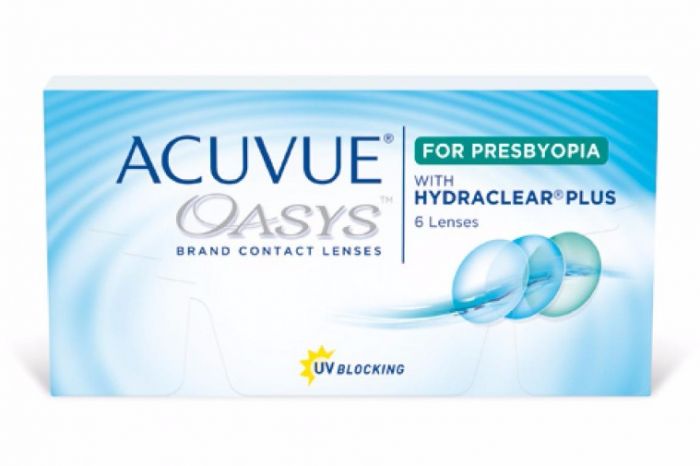 ACUVUE®
OASYS™
BRAND CONTACT LENSES
FOR PRESBYOPIA
WITH
HYDRACLEAR® PLUS
6 Lenses
UV BLOCKING